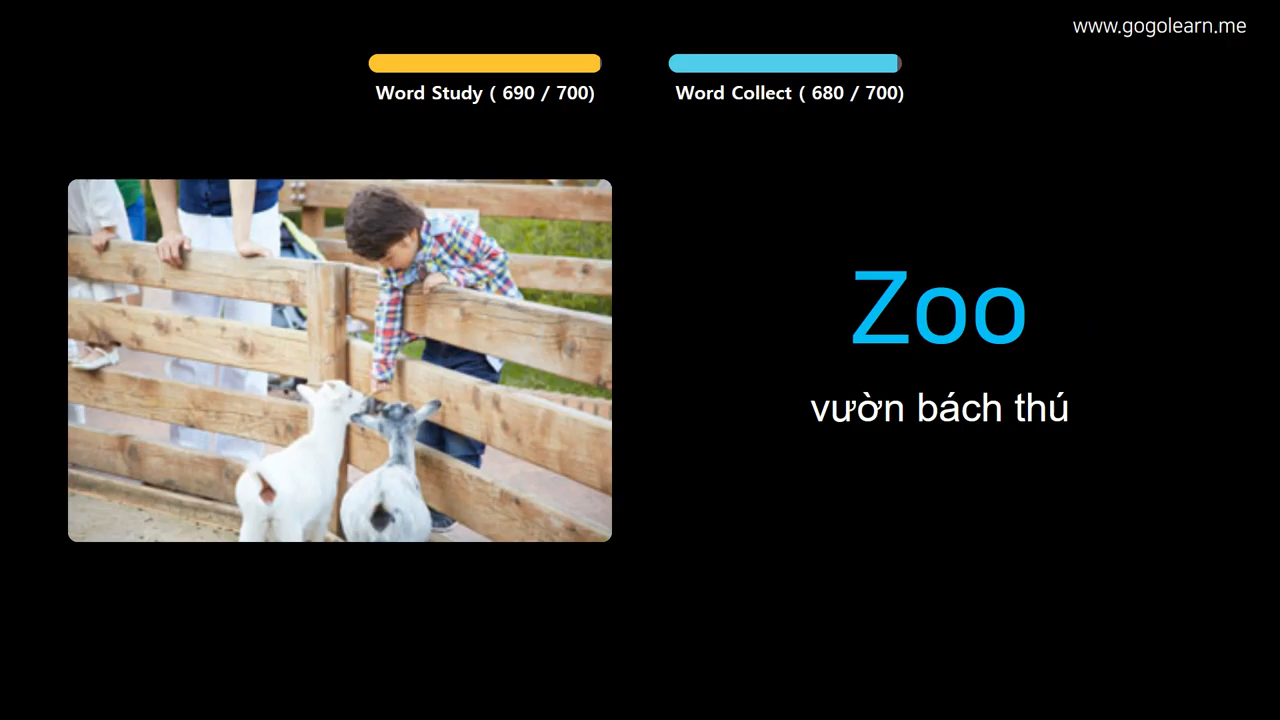 www.gogolearn.me
Word Study ( 690 / 700)
Word Collect ( 680 / 700)
Zoo
vườn bách thú